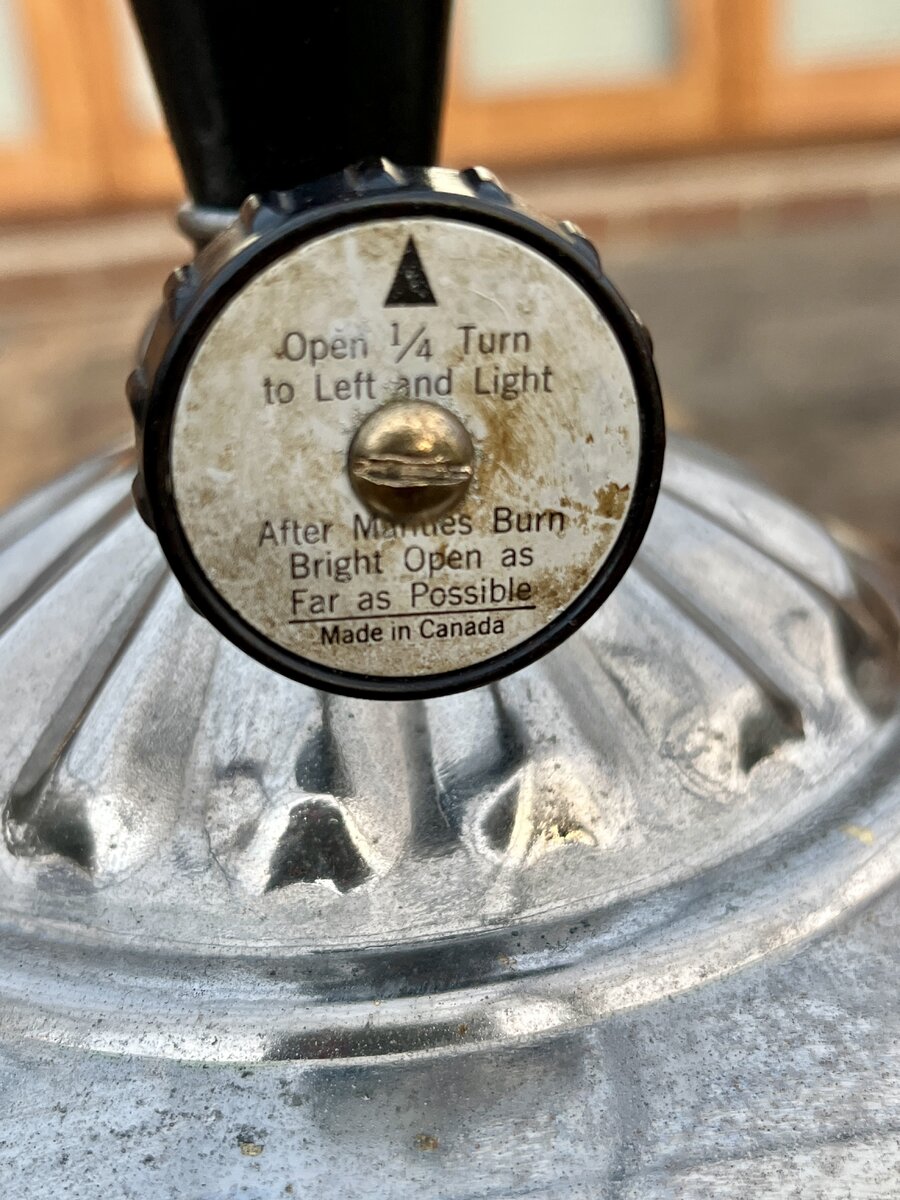 Open 1/4 Turn
to Left and Light
After Mantles Burn
Bright Open as
Far as Possible
Made in Canada